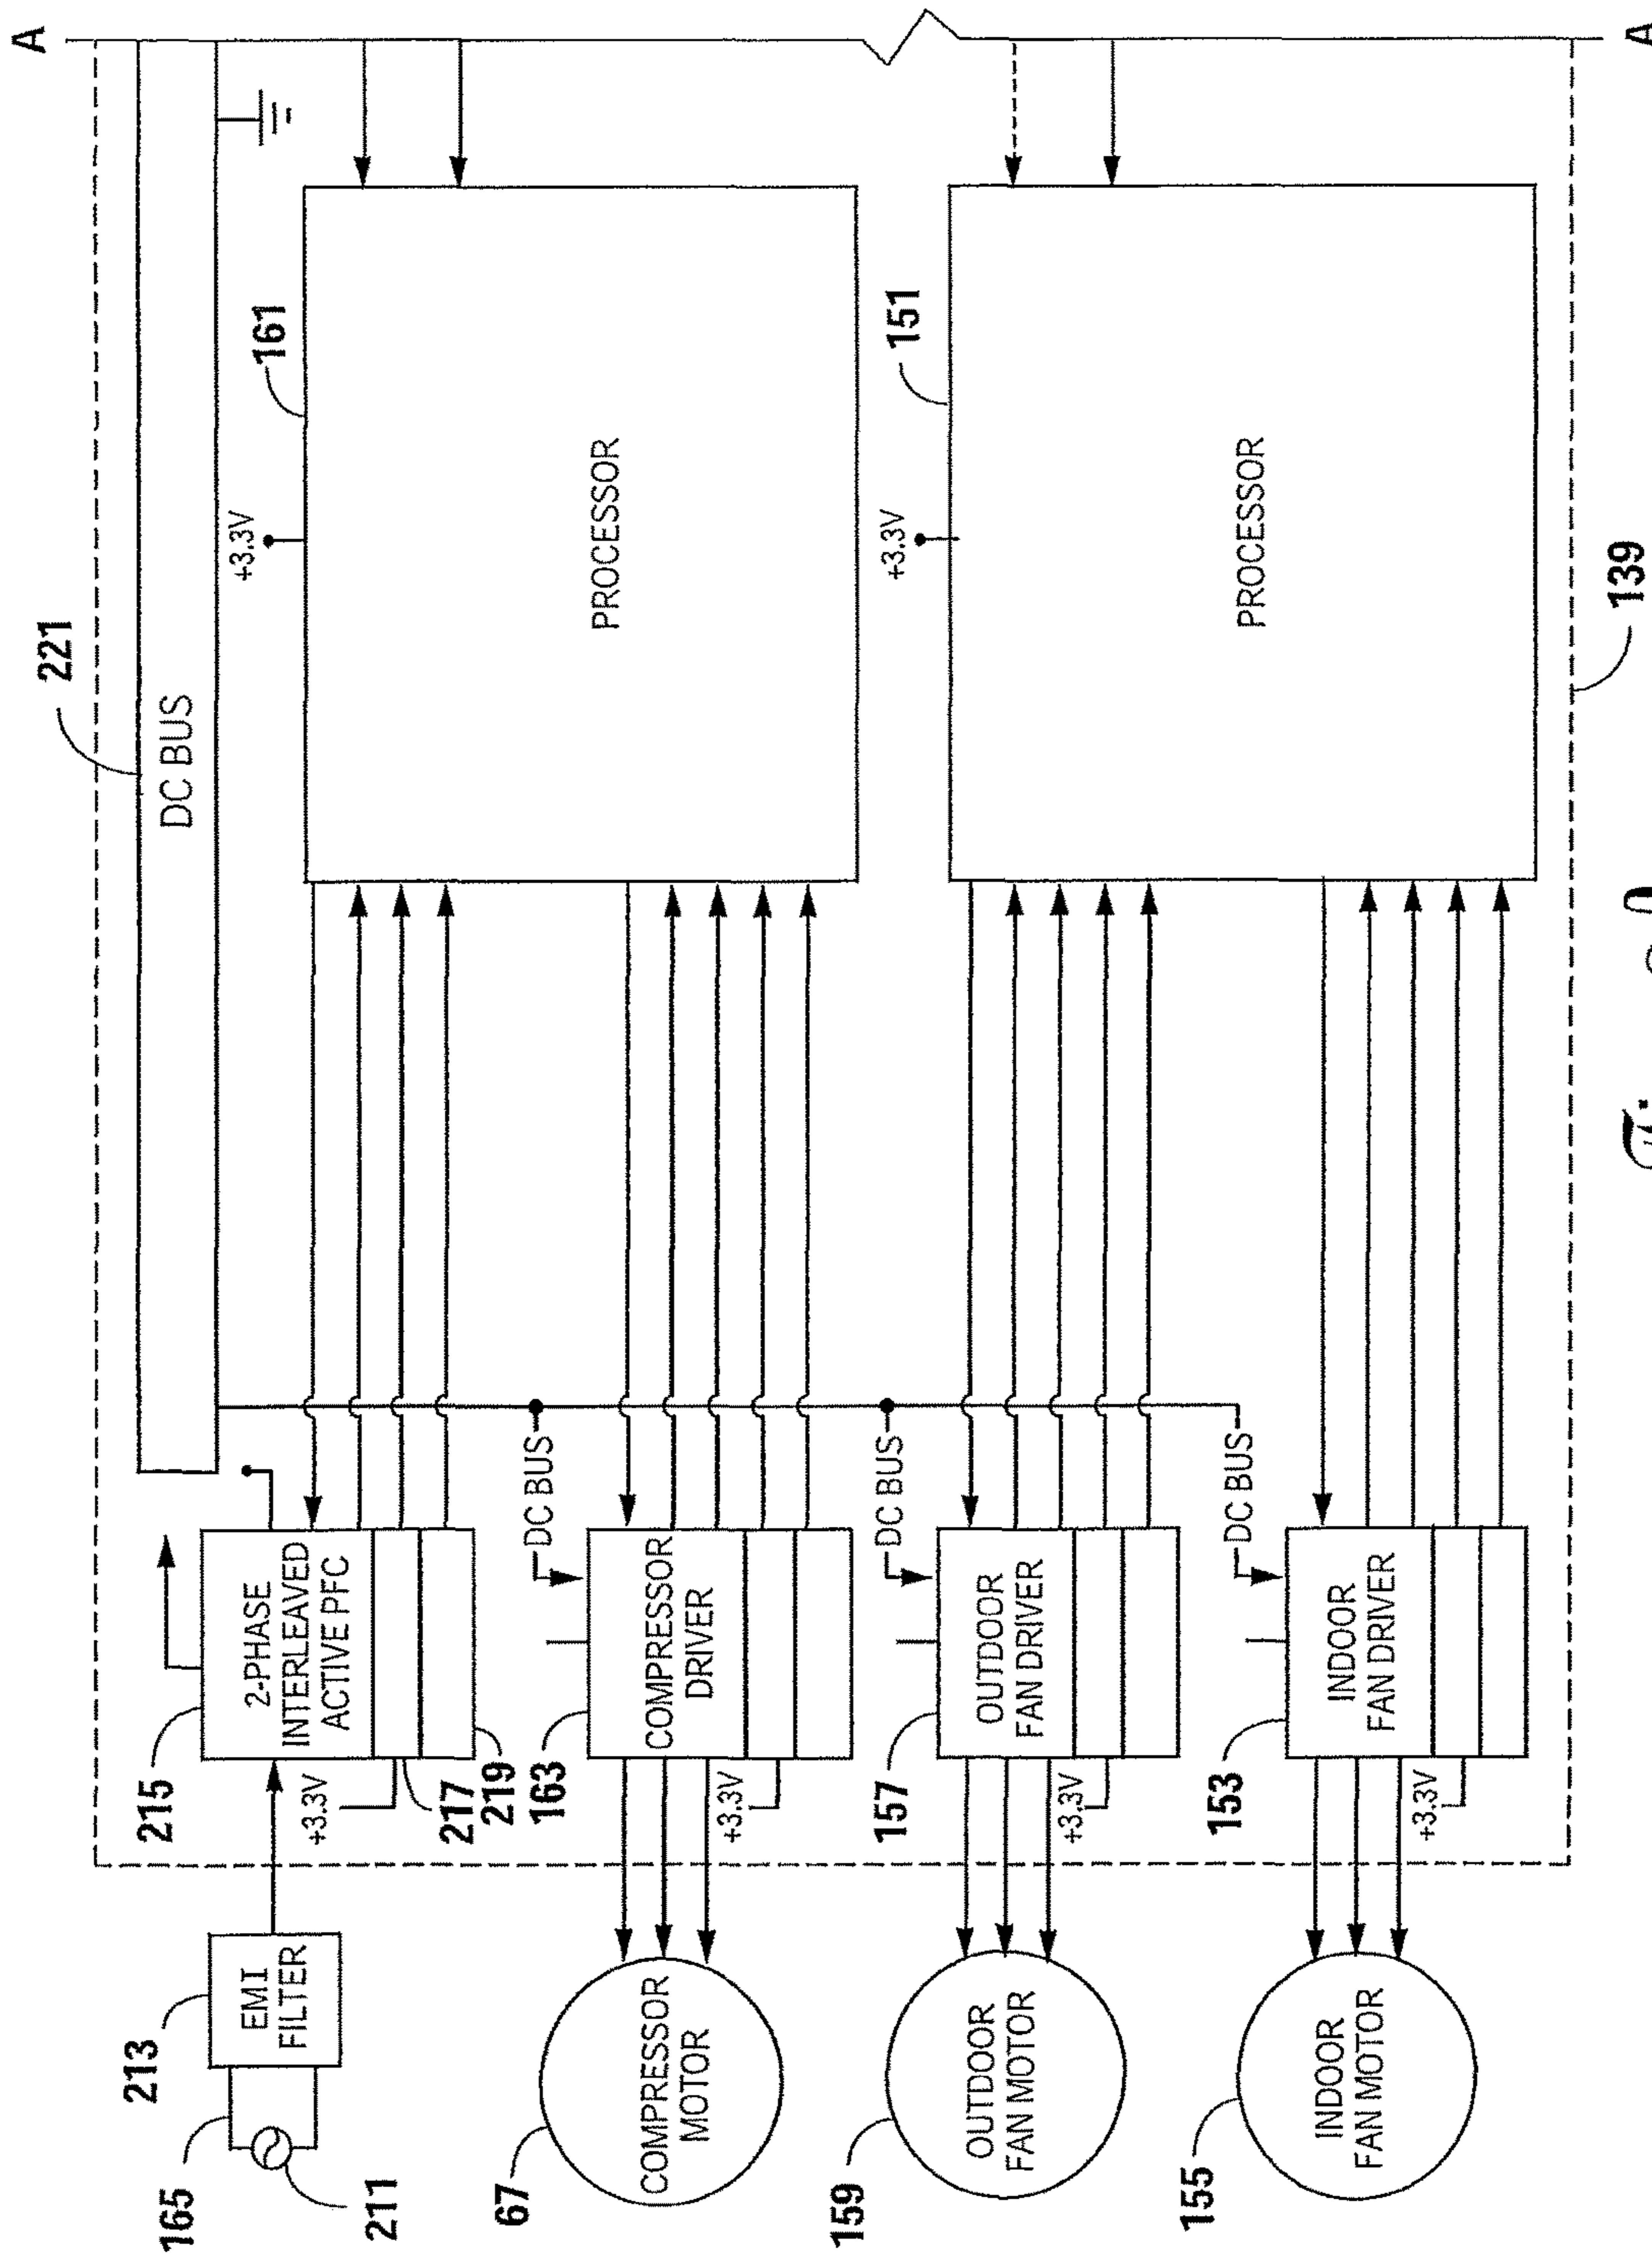 A
221
DC BUS
215
2-PHASE
INTERLEAVED
ACTIVE PFC
213
EMI
FILTER
165
211
+3.3V
217
219
+3.3V
161
PROCESSOR
DC BUS
163
COMPRESSOR
DRIVER
+3.3V
67
COMPRESSOR
MOTOR
+3.3V
151
PROCESSOR
DC BUS
157
OUTDOOR
FAN DRIVER
+3.3V
159
OUTDOOR
FAN MOTOR
DC BUS
153
INDOOR
FAN DRIVER
+3.3V
155
INDOOR
FAN MOTOR
139
A